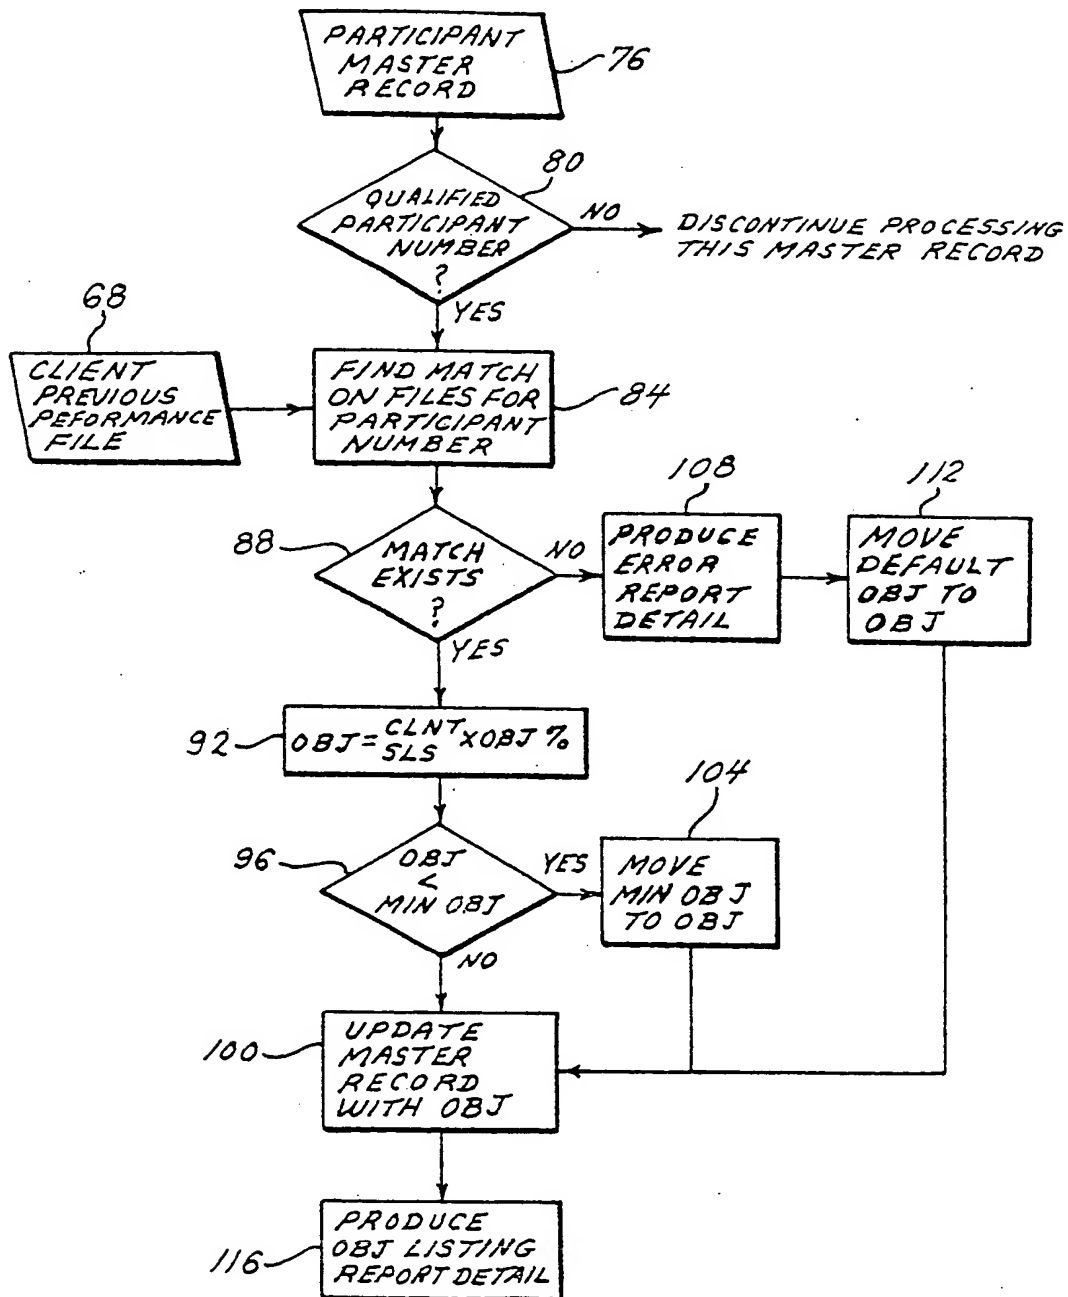 PARTICIPANT
MASTER
RECORD
76
80
QUALIFIED
PARTICIPANT
NUMBER
?
NO
DISCONTINUE PROCESSING
THIS MASTER RECORD
YES
68
CLIENT
PREVIOUS
PEFORMANCE
FILE
FIND MATCH
ON FILES FOR
PARTICIPANT
NUMBER
84
88
MATCH
EXISTS
?
NO
YES
108
PRODUCE
ERROR
REPORT
DETAIL
112
MOVE
DEFAULT
OBJ TO
OBJ
92
OBJ = CLNT SLS X OBJ %
96
OBJ
<
MIN OBJ
YES
NO
104
MOVE
MIN OBJ
TO OBJ
100
UPDATE
MASTER
RECORD
WITH OBJ
116
PRODUCE
OBJ LISTING
REPORT DETAIL